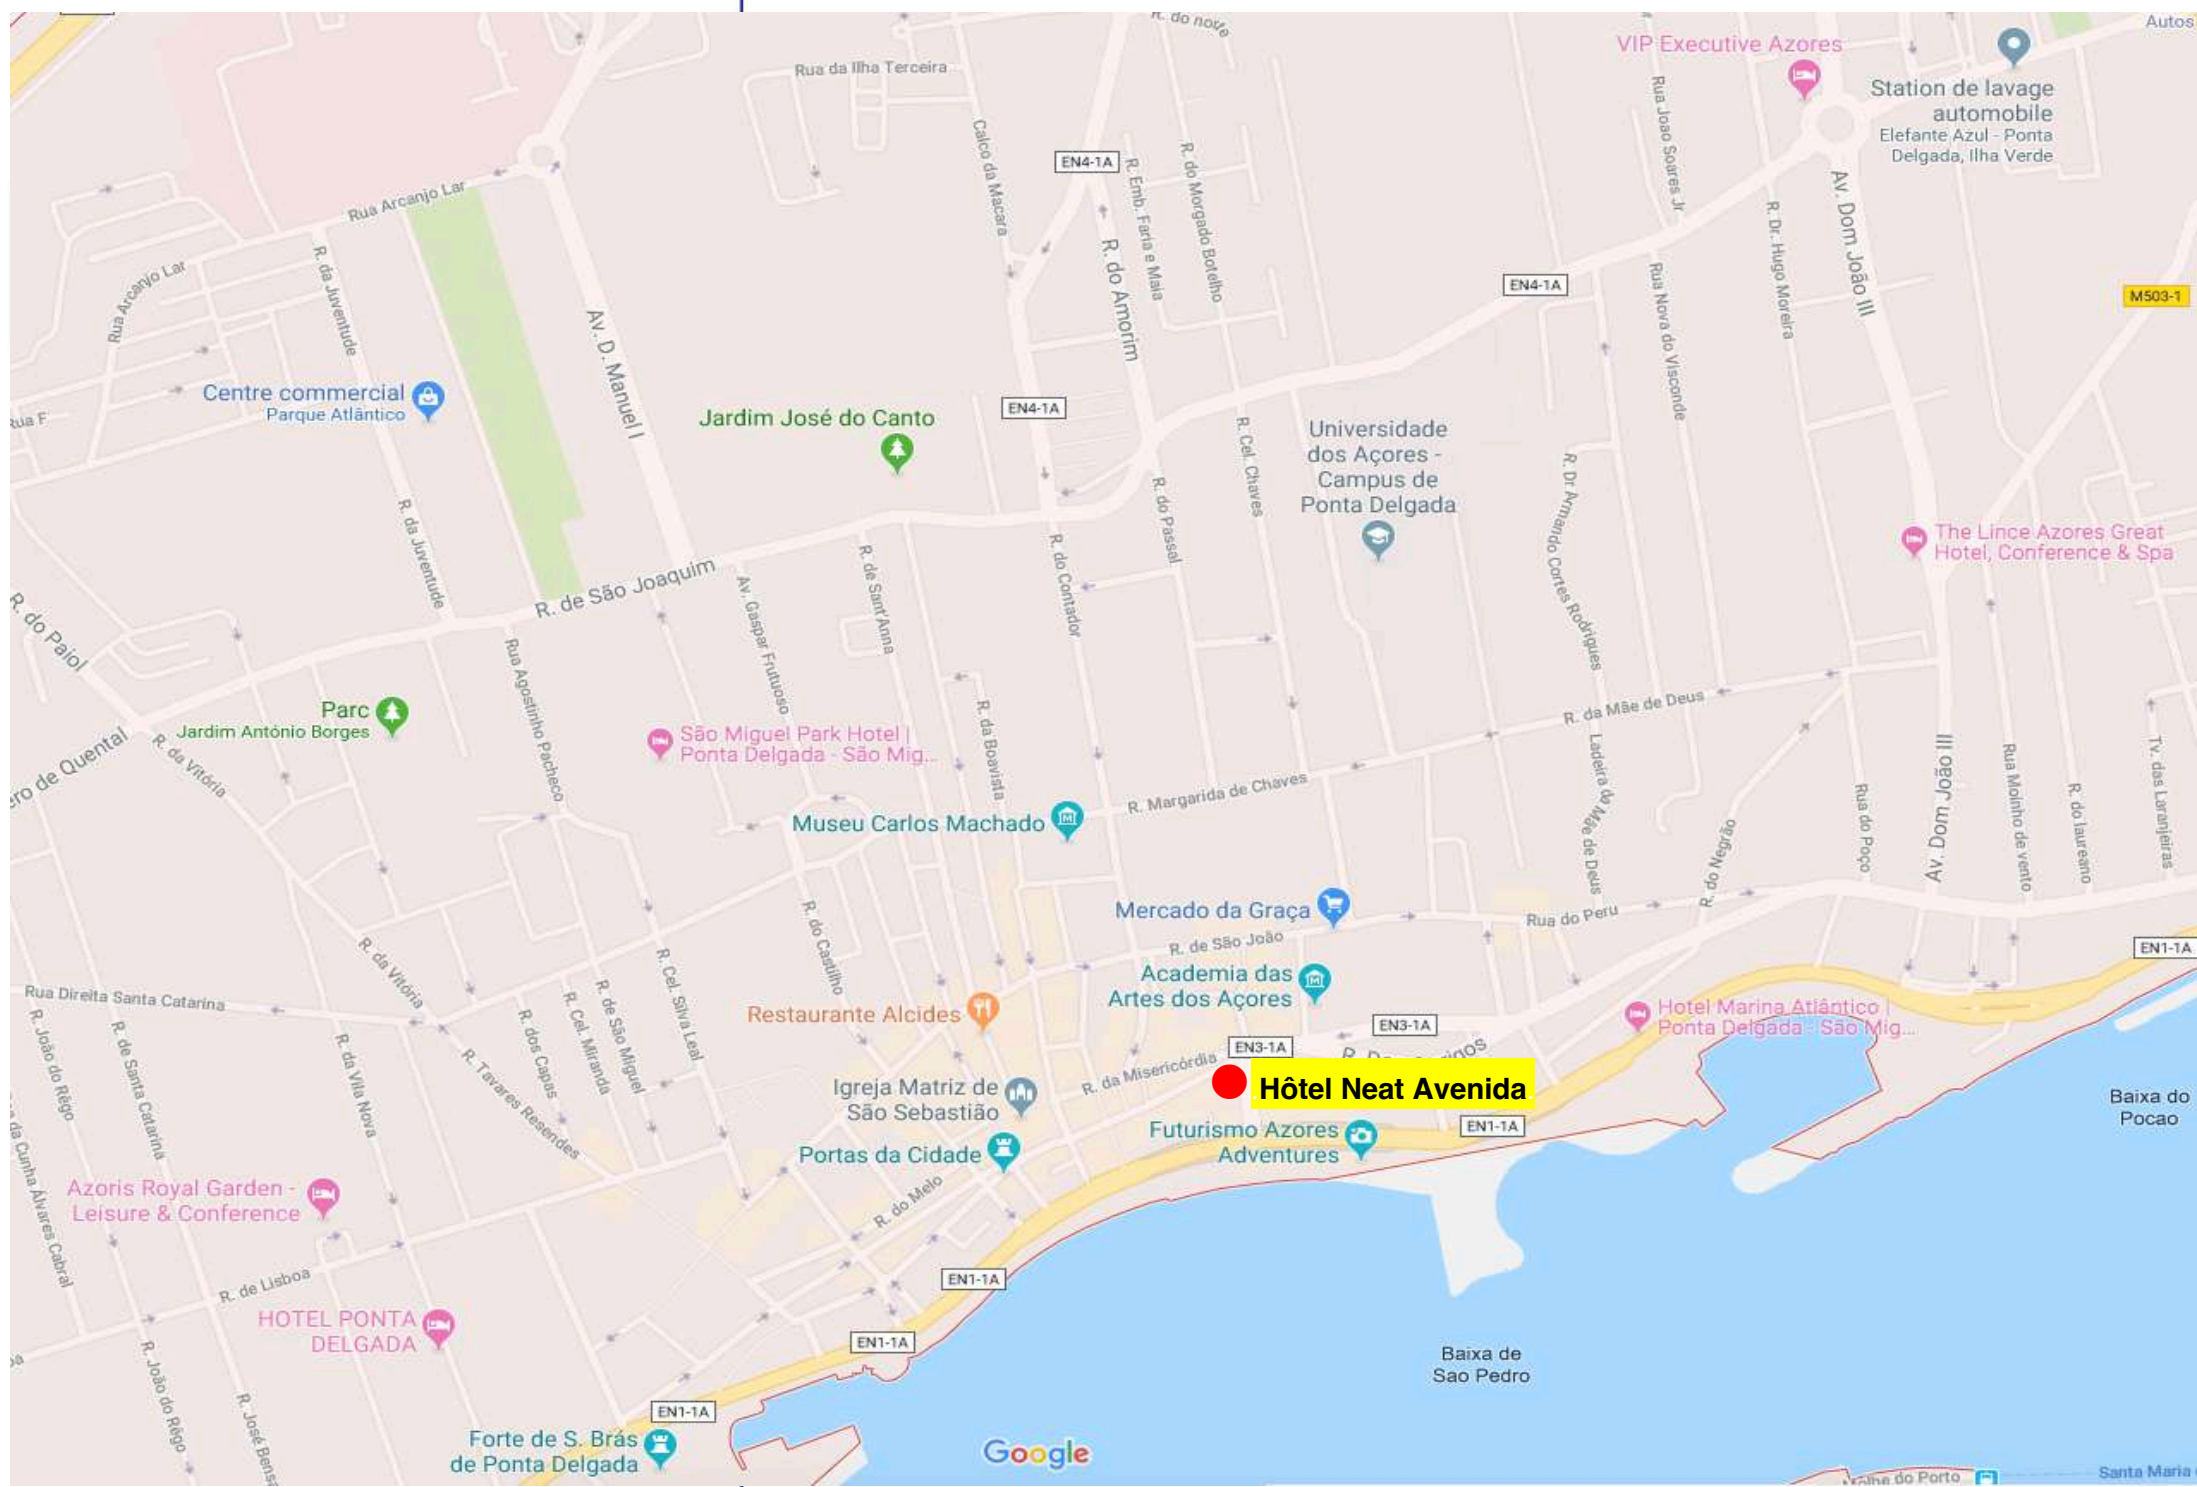 R. do norte
Autos
VIP Executive Azores
Rua da Ilha Terceira
Station de lavage
automobile
Elefante Azul - Ponta
Delgada, Ilha Verde
Rua Joao Soares Jr
Calco da Macara
EN4-1A
R. Emb. Faria e Maia
R. do Morgado Botelho
Rua Arcanjo Lar
Av. Dom João III
R. Dr. Hugo Moreira
R. da Juventude
R. do Amorim
Rua Arcanjo Lar
Rua Nova do Visconde
EN4-1A
M503-1
Av. D. Manuel I
Centre commercial
Parque Atlântico
Rua F
Jardim José do Canto
EN4-1A
R. Cel. Chaves
Universidade
dos Açores -
Campus de
Ponta Delgada
R. do Passal
R. Dr Armando Cortes Rodrigues
R. da Juventude
The Lince Azores Great
Hotel, Conference & Spa
R. de São Joaquim
Av. Gaspar Frutuoso
R. de Sant'Anna
R. do Contador
R. do Paiol
Rua Agostinho Pacheco
Parc
Jardim António Borges
R. da Mãe de Deus
R. da Boavista
São Miguel Park Hotel |
Ponta Delgada - São Mig...
ero de Quental
R. da Vitória
Ladeira da Mãe de Deus
Av. Dom João III
Rua Moinho de vento
Tv. das Laranjeiras
R. Margarida de Chaves
Rua do Poço
R. do laureano
Museu Carlos Machado
R. do Negrão
Mercado da Graça
Rua do Peru
R. do Castilho
R. de São João
EN1-1A
R. da Vitória
R. Cel. Silva Leal
Academia das
Artes dos Açores
Rua Direita Santa Catarina
R. de São Miguel
R. Cel. Miranda
Restaurante Alcides
Hotel Marina Atlântico |
Ponta Delgada - São Mig...
R. João do Rêgo
R. de Santa Catarina
R. da Vila Nova
R. dos Capas
EN3-1A
EN3-1A
R. Tavares Resendes
R. da Misericórdia
Igreja Matriz de
São Sebastião
Hôtel Neat Avenida
Baixa do
Pocao
Futurismo Azores
Adventures
EN1-1A
Portas da Cidade
da Cunha Álvares Cabral
Azoris Royal Garden -
Leisure & Conference
R. do Melo
R. de Lisboa
EN1-1A
HOTEL PONTA
DELGADA
EN1-1A
Baixa de
Sao Pedro
R. João do Rêgo
R. José Bensa
EN1-1A
Forte de S. Brás
de Ponta Delgada
Google
Molhe do Porto
Santa Maria